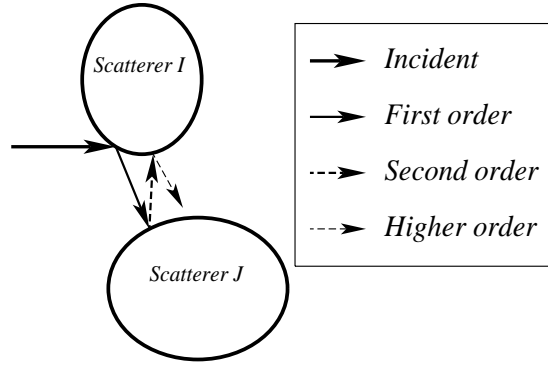 Scatterer I
Scatterer J
Incident
First order
Second order
Higher order